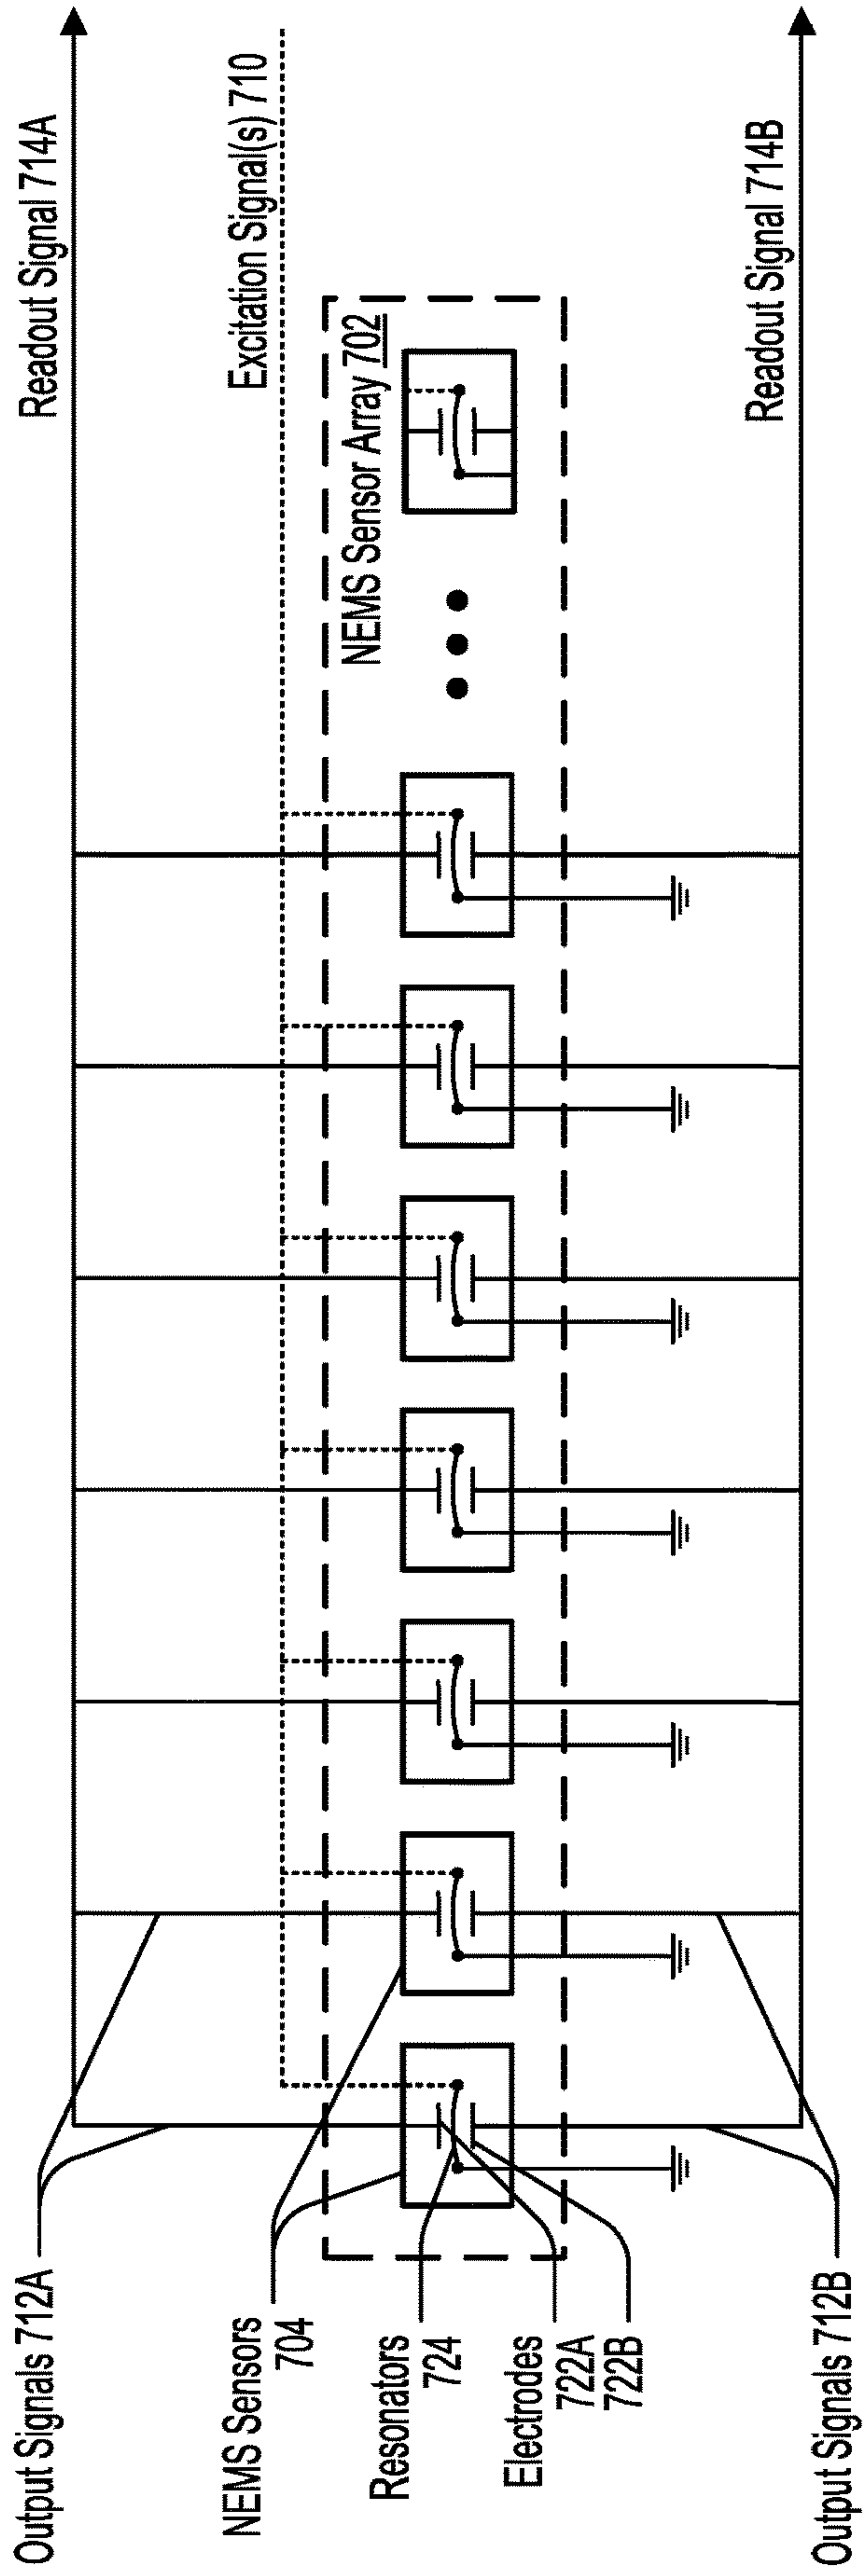 Readout Signal 714A
Excitation Signal(s) 710
NEMS Sensor Array 702
Readout Signal 714B
Output Signals 712A
NEMS Sensors
704
Resonators
724
Electrodes
722A
722B
Output Signals 712B